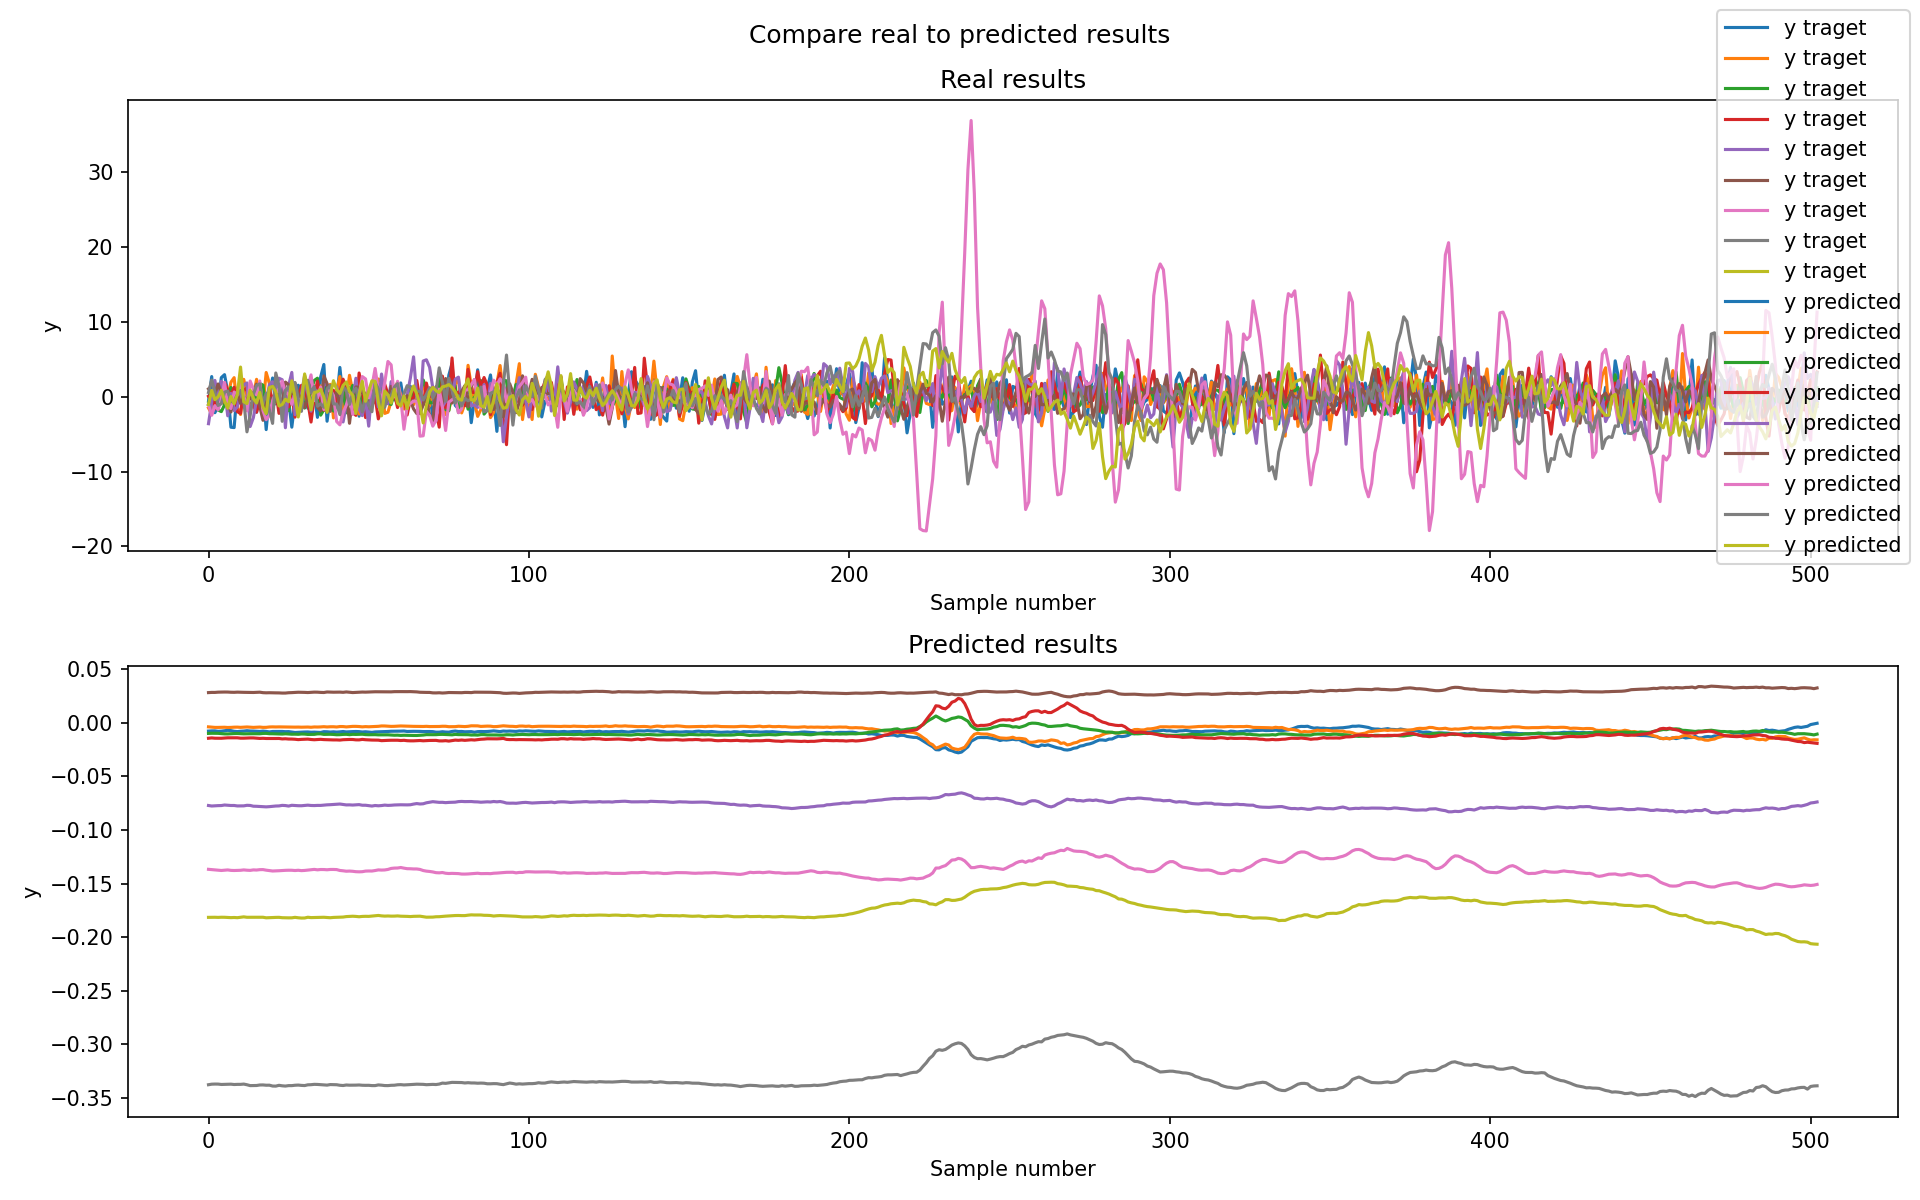 Compare real to predicted results
Real results
y traget
y traget
y traget
y traget
y traget
y traget
y traget
y traget
y traget
y predicted
y predicted
y predicted
y predicted
y predicted
y predicted
y predicted
y predicted
y predicted
30
20
10
0
−10
−20
y
0
100
200
300
400
500
Sample number
Predicted results
0.05
0.00
−0.05
−0.10
−0.15
−0.20
−0.25
−0.30
−0.35
y
0
100
200
300
400
500
Sample number